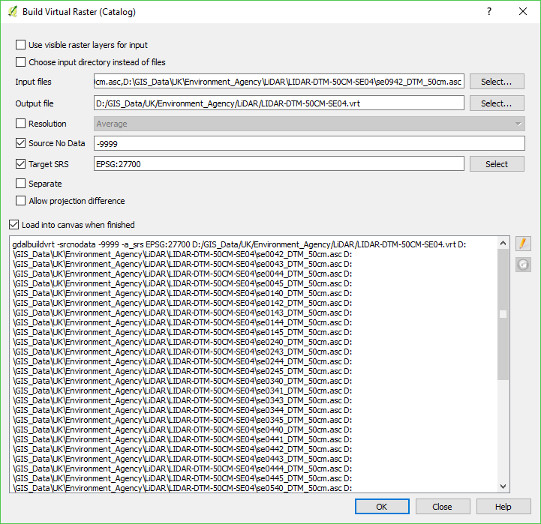 Build Virtual Raster (Catalog)
Use visible raster layers for input
Choose input directory instead of files
Input files
cm.asc,D:\GIS_Data\UK\Environment_Agency\LiDAR\LIDAR-DTM-50CM-SE04\se0942_DTM_50cm.asc
Select...
Output file
D:/GIS_Data/UK/Environment_Agency/LiDAR/LIDAR-DTM-50CM-SE04.vrt
Select...
Resolution
Average
Source No Data
-9999
Target SRS
EPSG:27700
Select
Separate
Allow projection difference
Load into canvas when finished
gdalbuildvrt -srcnodata -9999 -a_srs EPSG:27700 D:/GIS_Data/UK/Environment_Agency/LiDAR/LIDAR-DTM-50CM-SE04.vrt D:
\GIS_Data\UK\Environment_Agency\LiDAR\LIDAR-DTM-50CM-SE04\se0042_DTM_50cm.asc D:
\GIS_Data\UK\Environment_Agency\LiDAR\LIDAR-DTM-50CM-SE04\se0043_DTM_50cm.asc D:
\GIS_Data\UK\Environment_Agency\LiDAR\LIDAR-DTM-50CM-SE04\se0044_DTM_50cm.asc D:
\GIS_Data\UK\Environment_Agency\LiDAR\LIDAR-DTM-50CM-SE04\se0045_DTM_50cm.asc D:
\GIS_Data\UK\Environment_Agency\LiDAR\LIDAR-DTM-50CM-SE04\se0140_DTM_50cm.asc D:
\GIS_Data\UK\Environment_Agency\LiDAR\LIDAR-DTM-50CM-SE04\se0142_DTM_50cm.asc D:
\GIS_Data\UK\Environment_Agency\LiDAR\LIDAR-DTM-50CM-SE04\se0143_DTM_50cm.asc D:
\GIS_Data\UK\Environment_Agency\LiDAR\LIDAR-DTM-50CM-SE04\se0144_DTM_50cm.asc D:
\GIS_Data\UK\Environment_Agency\LiDAR\LIDAR-DTM-50CM-SE04\se0145_DTM_50cm.asc D:
\GIS_Data\UK\Environment_Agency\LiDAR\LIDAR-DTM-50CM-SE04\se0240_DTM_50cm.asc D:
\GIS_Data\UK\Environment_Agency\LiDAR\LIDAR-DTM-50CM-SE04\se0243_DTM_50cm.asc D:
\GIS_Data\UK\Environment_Agency\LiDAR\LIDAR-DTM-50CM-SE04\se0244_DTM_50cm.asc D:
\GIS_Data\UK\Environment_Agency\LiDAR\LIDAR-DTM-50CM-SE04\se0245_DTM_50cm.asc D:
\GIS_Data\UK\Environment_Agency\LiDAR\LIDAR-DTM-50CM-SE04\se0340_DTM_50cm.asc D:
\GIS_Data\UK\Environment_Agency\LiDAR\LIDAR-DTM-50CM-SE04\se0341_DTM_50cm.asc D:
\GIS_Data\UK\Environment_Agency\LiDAR\LIDAR-DTM-50CM-SE04\se0343_DTM_50cm.asc D:
\GIS_Data\UK\Environment_Agency\LiDAR\LIDAR-DTM-50CM-SE04\se0344_DTM_50cm.asc D:
\GIS_Data\UK\Environment_Agency\LiDAR\LIDAR-DTM-50CM-SE04\se0345_DTM_50cm.asc D:
\GIS_Data\UK\Environment_Agency\LiDAR\LIDAR-DTM-50CM-SE04\se0440_DTM_50cm.asc D:
\GIS_Data\UK\Environment_Agency\LiDAR\LIDAR-DTM-50CM-SE04\se0441_DTM_50cm.asc D:
\GIS_Data\UK\Environment_Agency\LiDAR\LIDAR-DTM-50CM-SE04\se0442_DTM_50cm.asc D:
\GIS_Data\UK\Environment_Agency\LiDAR\LIDAR-DTM-50CM-SE04\se0443_DTM_50cm.asc D:
\GIS_Data\UK\Environment_Agency\LiDAR\LIDAR-DTM-50CM-SE04\se0444_DTM_50cm.asc D:
\GIS_Data\UK\Environment_Agency\LiDAR\LIDAR-DTM-50CM-SE04\se0445_DTM_50cm.asc D:
\GIS_Data\UK\Environment_Agency\LiDAR\LIDAR-DTM-50CM-SE04\se0540_DTM_50cm.asc D:
OK
Close
Help